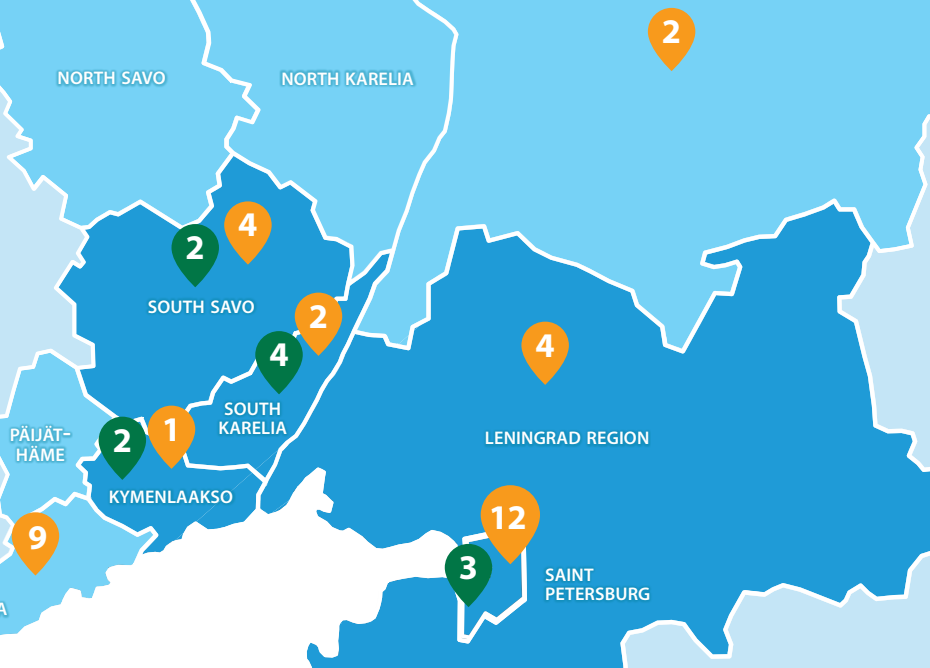 2
NORTH SAVO
NORTH KARELIA
4
2
SOUTH SAVO
2
4
4
SOUTH
KARELIA
LENINGRAD REGION
1
2
PÄIJÄT-
HÄME
KYMENLAAKSO
9
12
3
SAINT
PETERSBURG
A